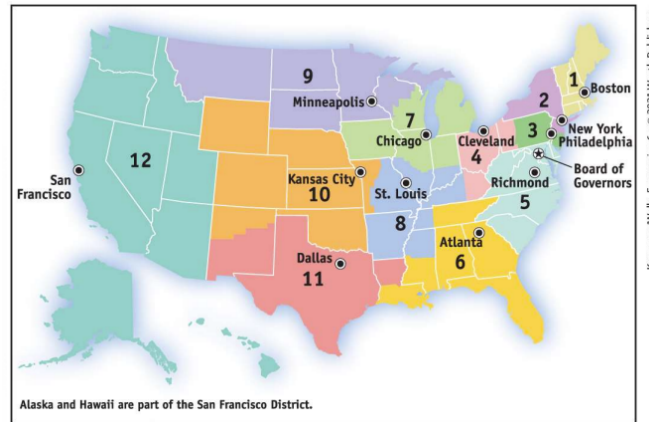 9
Minneapolis
1
Boston
2
7
Chicago
Cleveland
3
4
New York
Philadelphia
12
San
Francisco
Kansas City
10
St. Louis
Board of
Governors
Richmond
5
8
Atlanta
6
Dallas
11
Alaska and Hawaii are part of the San Francisco District.